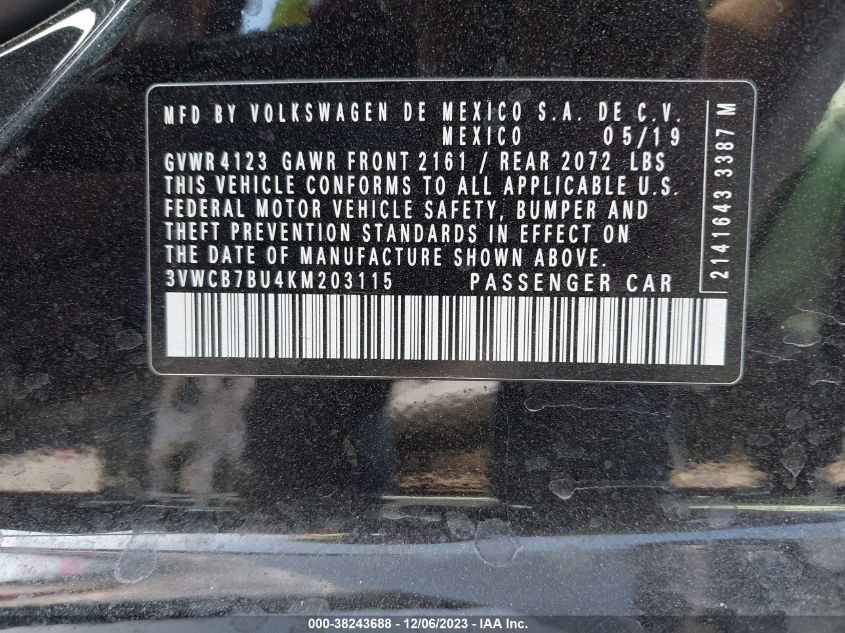 MFD BY VOLKSWAGEN DE MEXICO S.A. DE C.V.
MEXICO 05/19
GVWR 4123 GAWR FRONT 2161 / REAR 2072 LBS
THIS VEHICLE CONFORMS TO ALL APPLICABLE U.S.
FEDERAL MOTOR VEHICLE SAFETY, BUMPER AND
THEFT PREVENTION STANDARDS IN EFFECT ON
THE DATE OF MANUFACTURE SHOWN ABOVE.
3VWCB7BU4KM203115 PASSENGER CAR
2141643 3387 M
000-38243688 - 12/06/2023 - IAAI.com